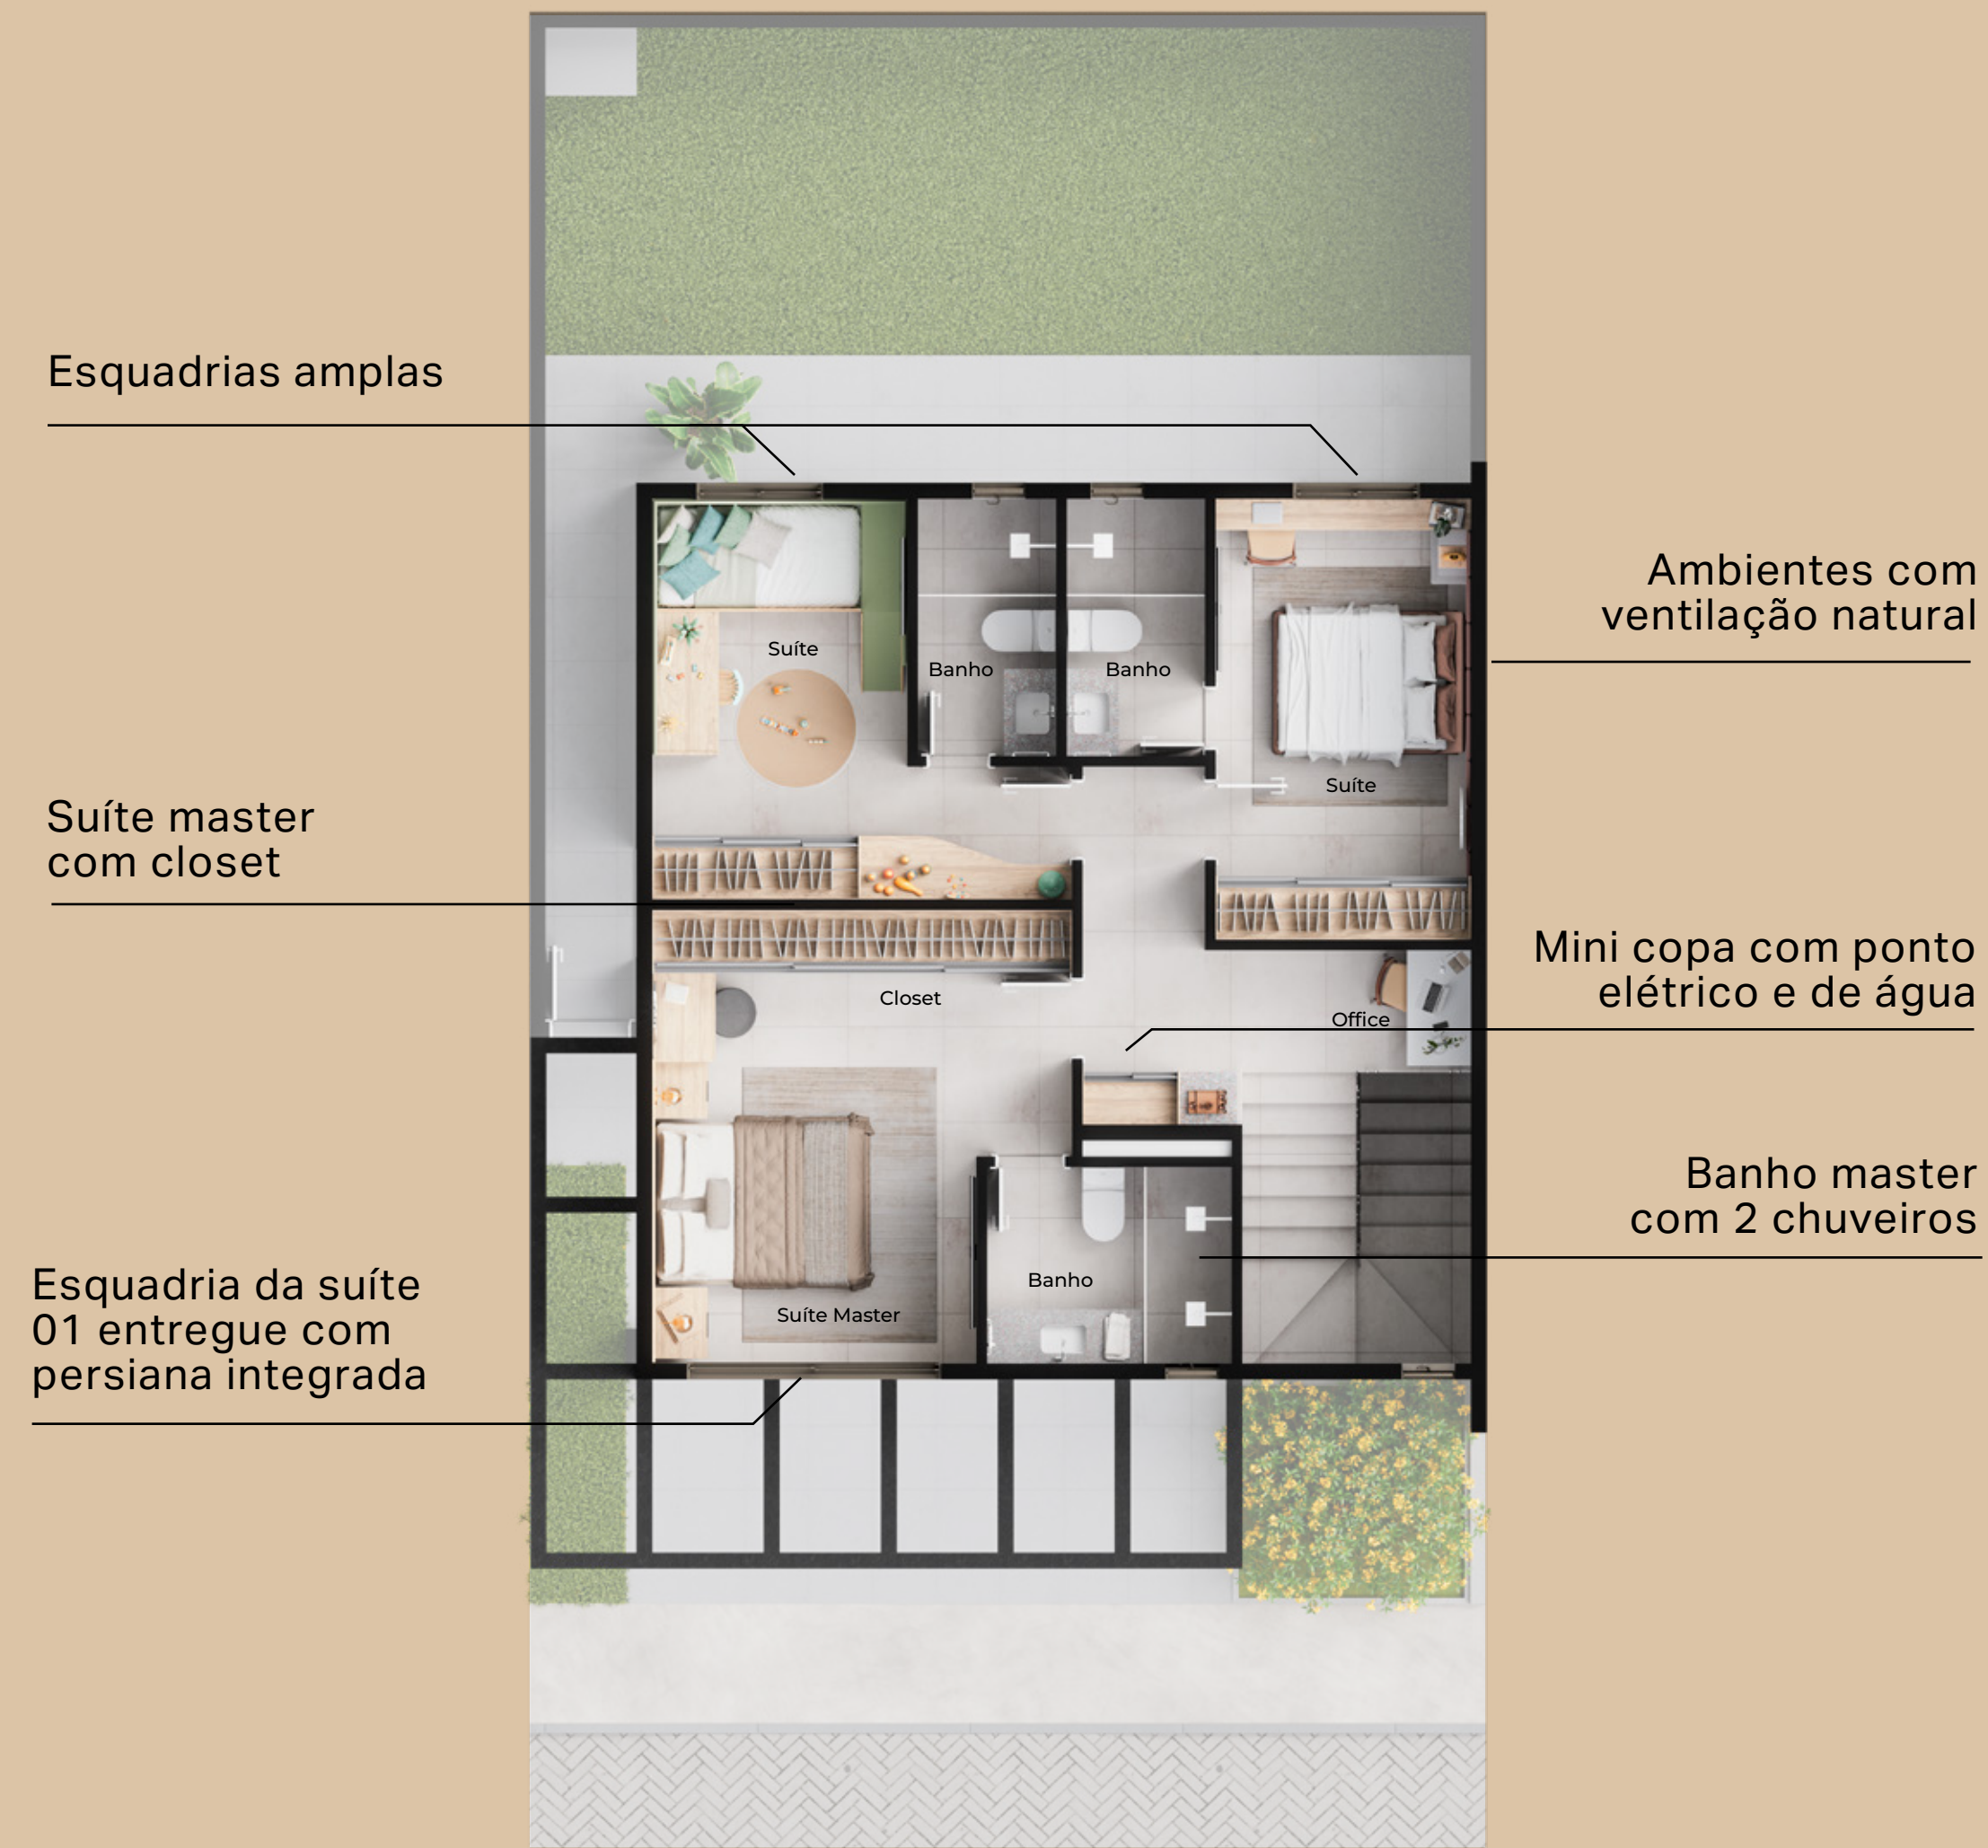 Esquadrias amplas
Ambientes com
ventilação natural
Suíte
Banho
Banho
Suíte
Suíte master
com closet
Mini copa com ponto
elétrico e de água
Closet
Office
Banho master
com 2 chuveiros
Esquadria da suíte
01 entregue com
persiana integrada
Banho
Suíte Master